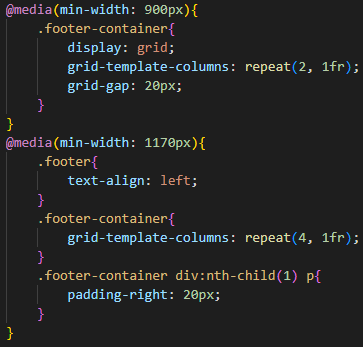 @media(min-width: 900px){
.footer-container{
display: grid;
grid-template-columns: repeat(2, 1fr);
grid-gap: 20px;
}
}
@media(min-width: 1170px){
.footer{
text-align: left;
}
.footer-container{
grid-template-columns: repeat(4, 1fr);
}
.footer-container div:nth-child(1) p{
padding-right: 20px;
}
}